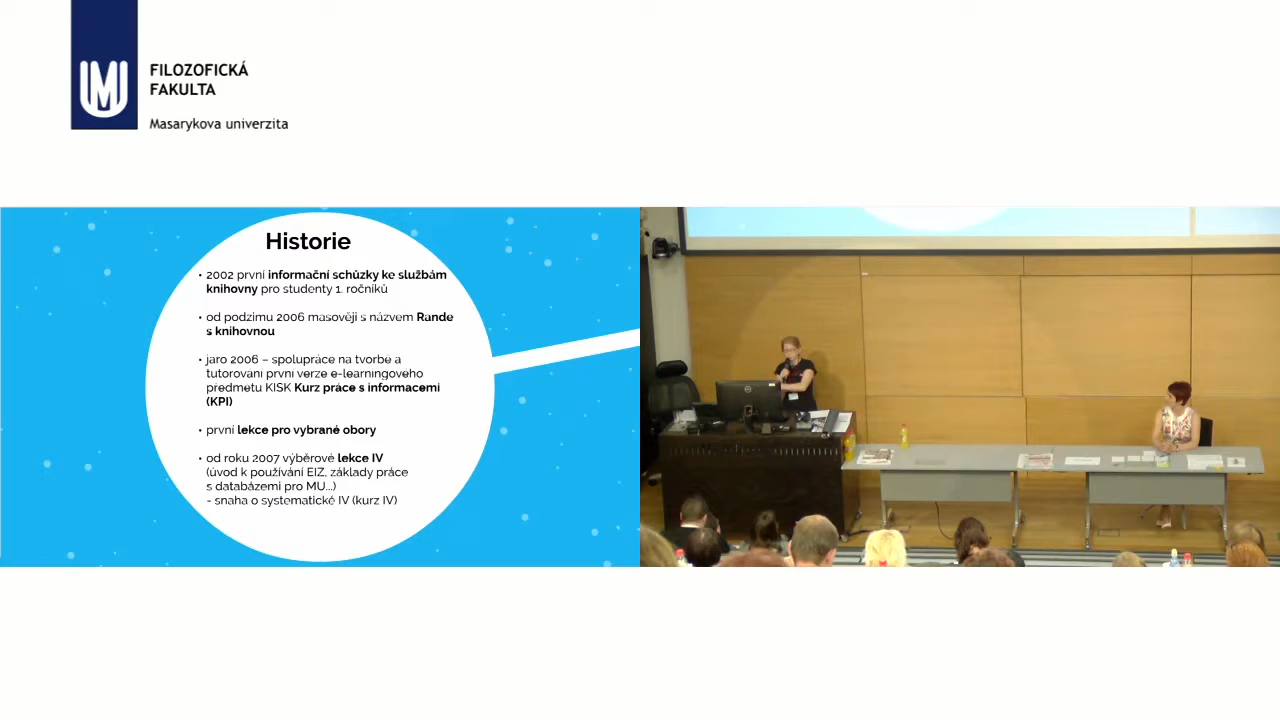 FILOZOFICKÁ
FAKULTA
Masarykova univerzita
Historie
• 2002 první informační schůzky ke službám
knihovny pro studenty 1. ročníků
• od podzimu 2006 masověji s názvem Rande
s knihovnou
• jaro 2006 – spolupráce na tvorbě a
tutorování první verze e-learningového
předmětu KISK Kurz práce s informacemi
(KPI)
• první lekce pro vybrané obory
• od roku 2007 výběrové lekce IV
(úvod k používání EIZ, základy práce
s databázemi pro MU...)
- snaha o systematické IV (kurz IV)